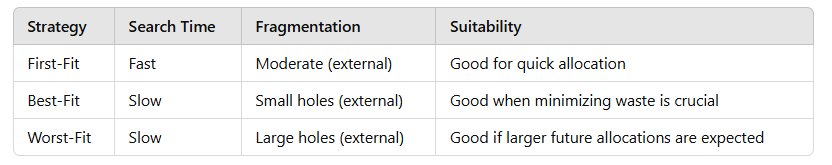 Strategy Search Time Fragmentation Suitability
First-Fit Fast Moderate (external) Good for quick allocation
Best-Fit Slow Small holes (external) Good when minimizing waste is crucial
Worst-Fit Slow Large holes (external) Good if larger future allocations are expected